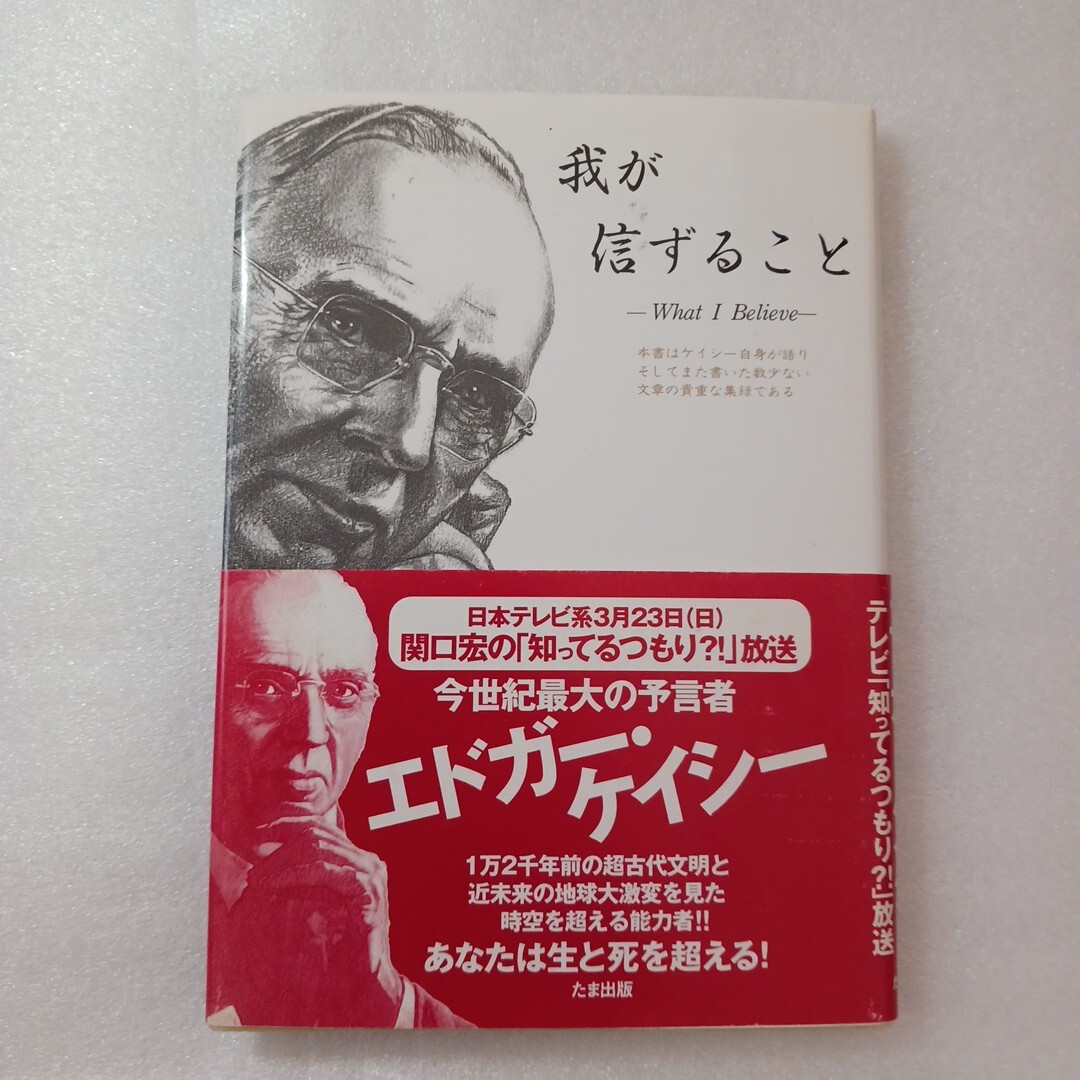 我が
信ずること
—What I Believe—
本書はケイシー自身が語り
そしてまた書いた数少ない
文章の貴重な集録である
日本テレビ系3月23日(日)
関口宏の「知ってるつもり?!」放送
今世紀最大の予言者
エドガー・
ケイシー
1万2千年前の超古代文明と
近未来の地球大激変を見た
時空を超える能力者!!
あなたは生と死を超える!
たま出版
テレビ「知ってるつもり?!」放送